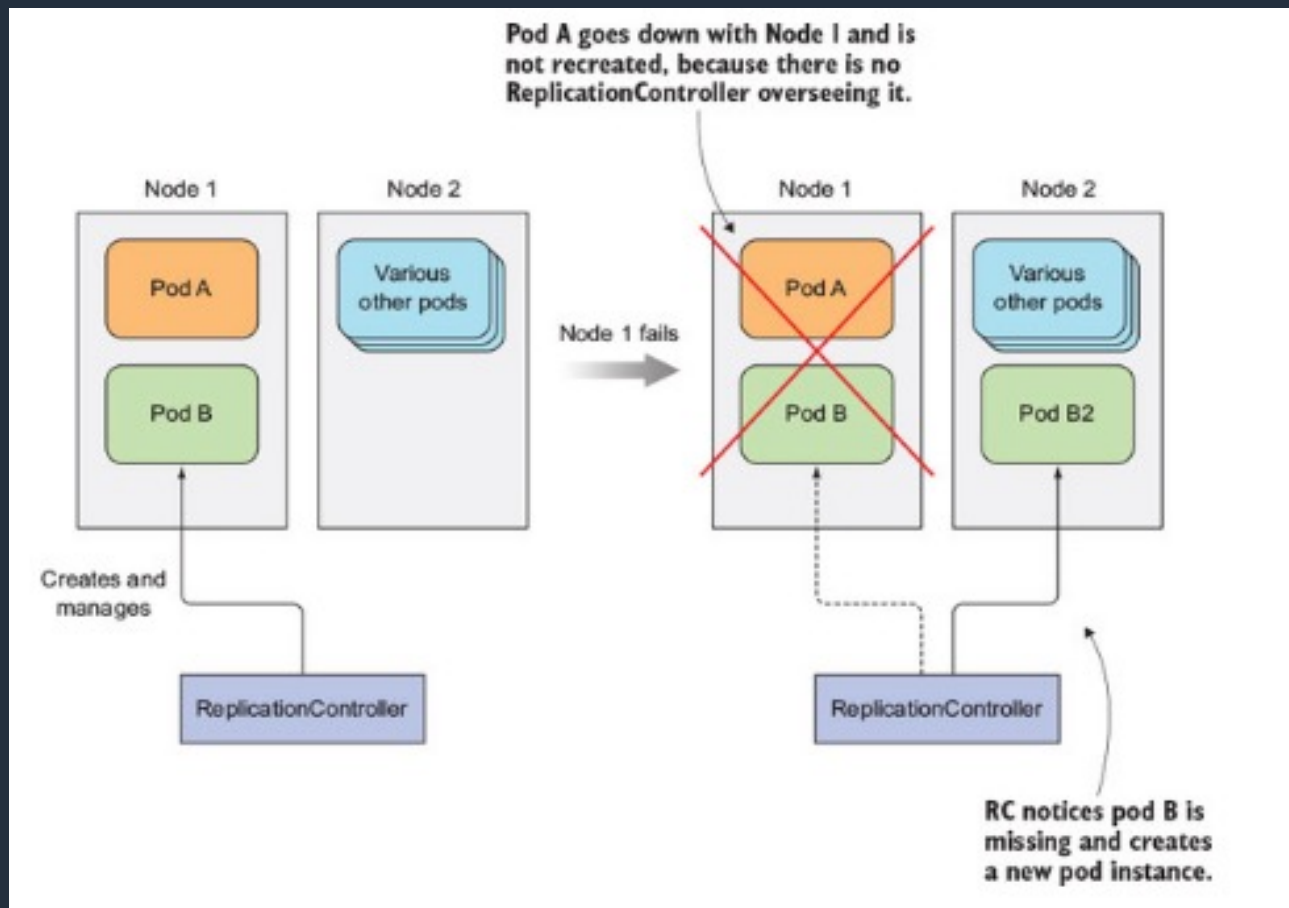 Pod A goes down with Node 1 and is
not recreated, because there is no
ReplicationController overseeing it.
Node 1
Node 2
Pod A
Various
other pods
Pod B
Creates and
manages
ReplicationController
Node 1 fails
Node 1
Node 2
Pod A
Various
other pods
Pod B
Pod B2
ReplicationController
RC notices pod B is
missing and creates
a new pod instance.